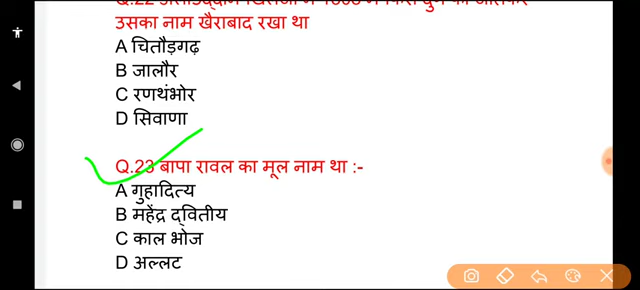 उसका नाम खैराबाद रखा था
A चितौड़गढ़
B जालौर
C रणथंभोर
D सिवाणा
Q.23 बापा रावल का मूल नाम था :-
A गुहादित्य
B महेंद्र द्वितीय
C काल भोज
D अल्लट